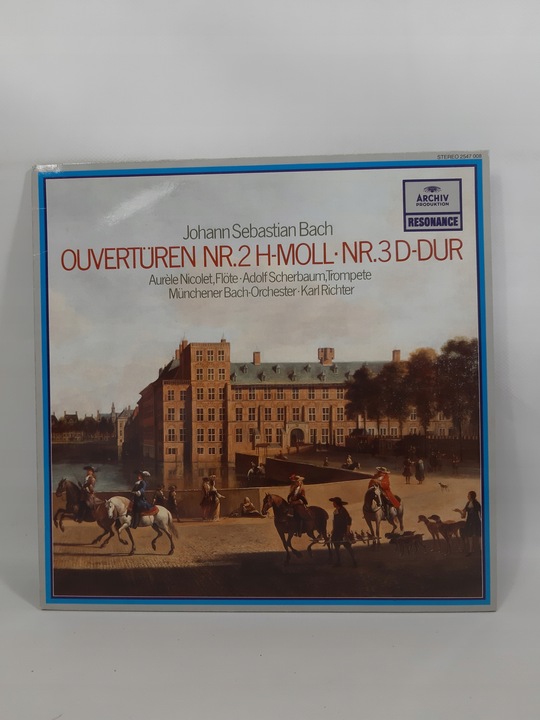 STEREO 2547 008
ARCHIV
PRODUKTION
RESONANCE
Johann Sebastian Bach
OUVERTÜREN NR.2 H-MOLL · NR.3 D-DUR
Aurèle Nicolet, Flöte · Adolf Scherbaum, Trompete
Münchener Bach-Orchester · Karl Richter